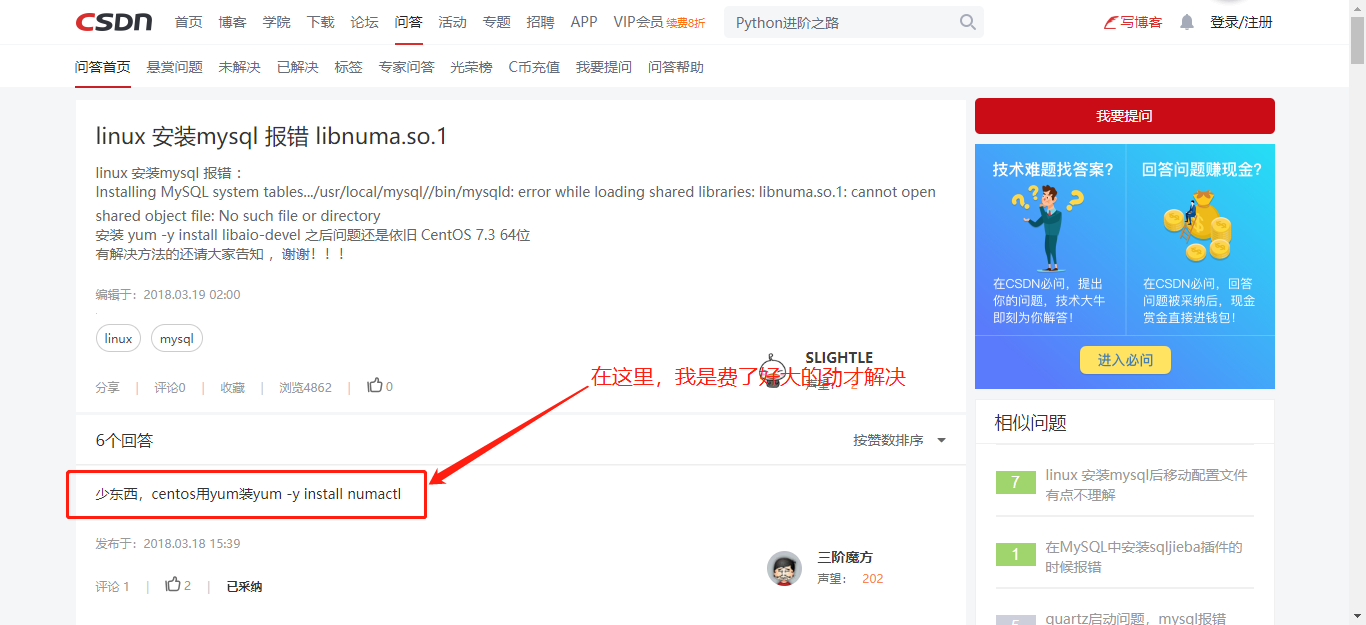 CSDN 首页 博客 学院 下载 论坛 问答 活动 专题 招聘 APP VIP会员 续费8折 Python进阶之路 写博客 登录/注册
问答首页 悬赏问题 未解决 已解决 标签 专家问答 光荣榜 C币充值 我要提问 问答帮助
linux 安装mysql 报错 libnuma.so.1
linux 安装mysql 报错：
Installing MySQL system tables.../usr/local/mysql//bin/mysqld: error while loading shared libraries: libnuma.so.1: cannot open
shared object file: No such file or directory
安装 yum -y install libaio-devel 之后问题还是依旧 CentOS 7.3 64位
有解决方法的还请大家告知 ，谢谢！！！
编辑于：2018.03.19 02:00
linux mysql
SLIGHTLE
在这里，我是费了好大的劲才解决
分享 | 评论0 | 收藏 | 浏览4862 | 0
6个回答 按赞数排序
少东西，centos用yum装yum -y install numactl
发布于：2018.03.18 15:39
三阶魔方
声望： 202
评论 1 | 2 | 已采纳
我要提问
技术难题找答案? 回答问题赚现金?
在CSDN必问，提出 在CSDN必问，回答
你的问题，技术大牛 问题被采纳后，现金
即刻为你解答! 赏金直接进钱包!
进入必问
相似问题
7 linux 安装mysql后移动配置文件
有点不理解
1 在MySQL中安装sqljieba插件的
时候报错
quartz启动问题，mysql报错